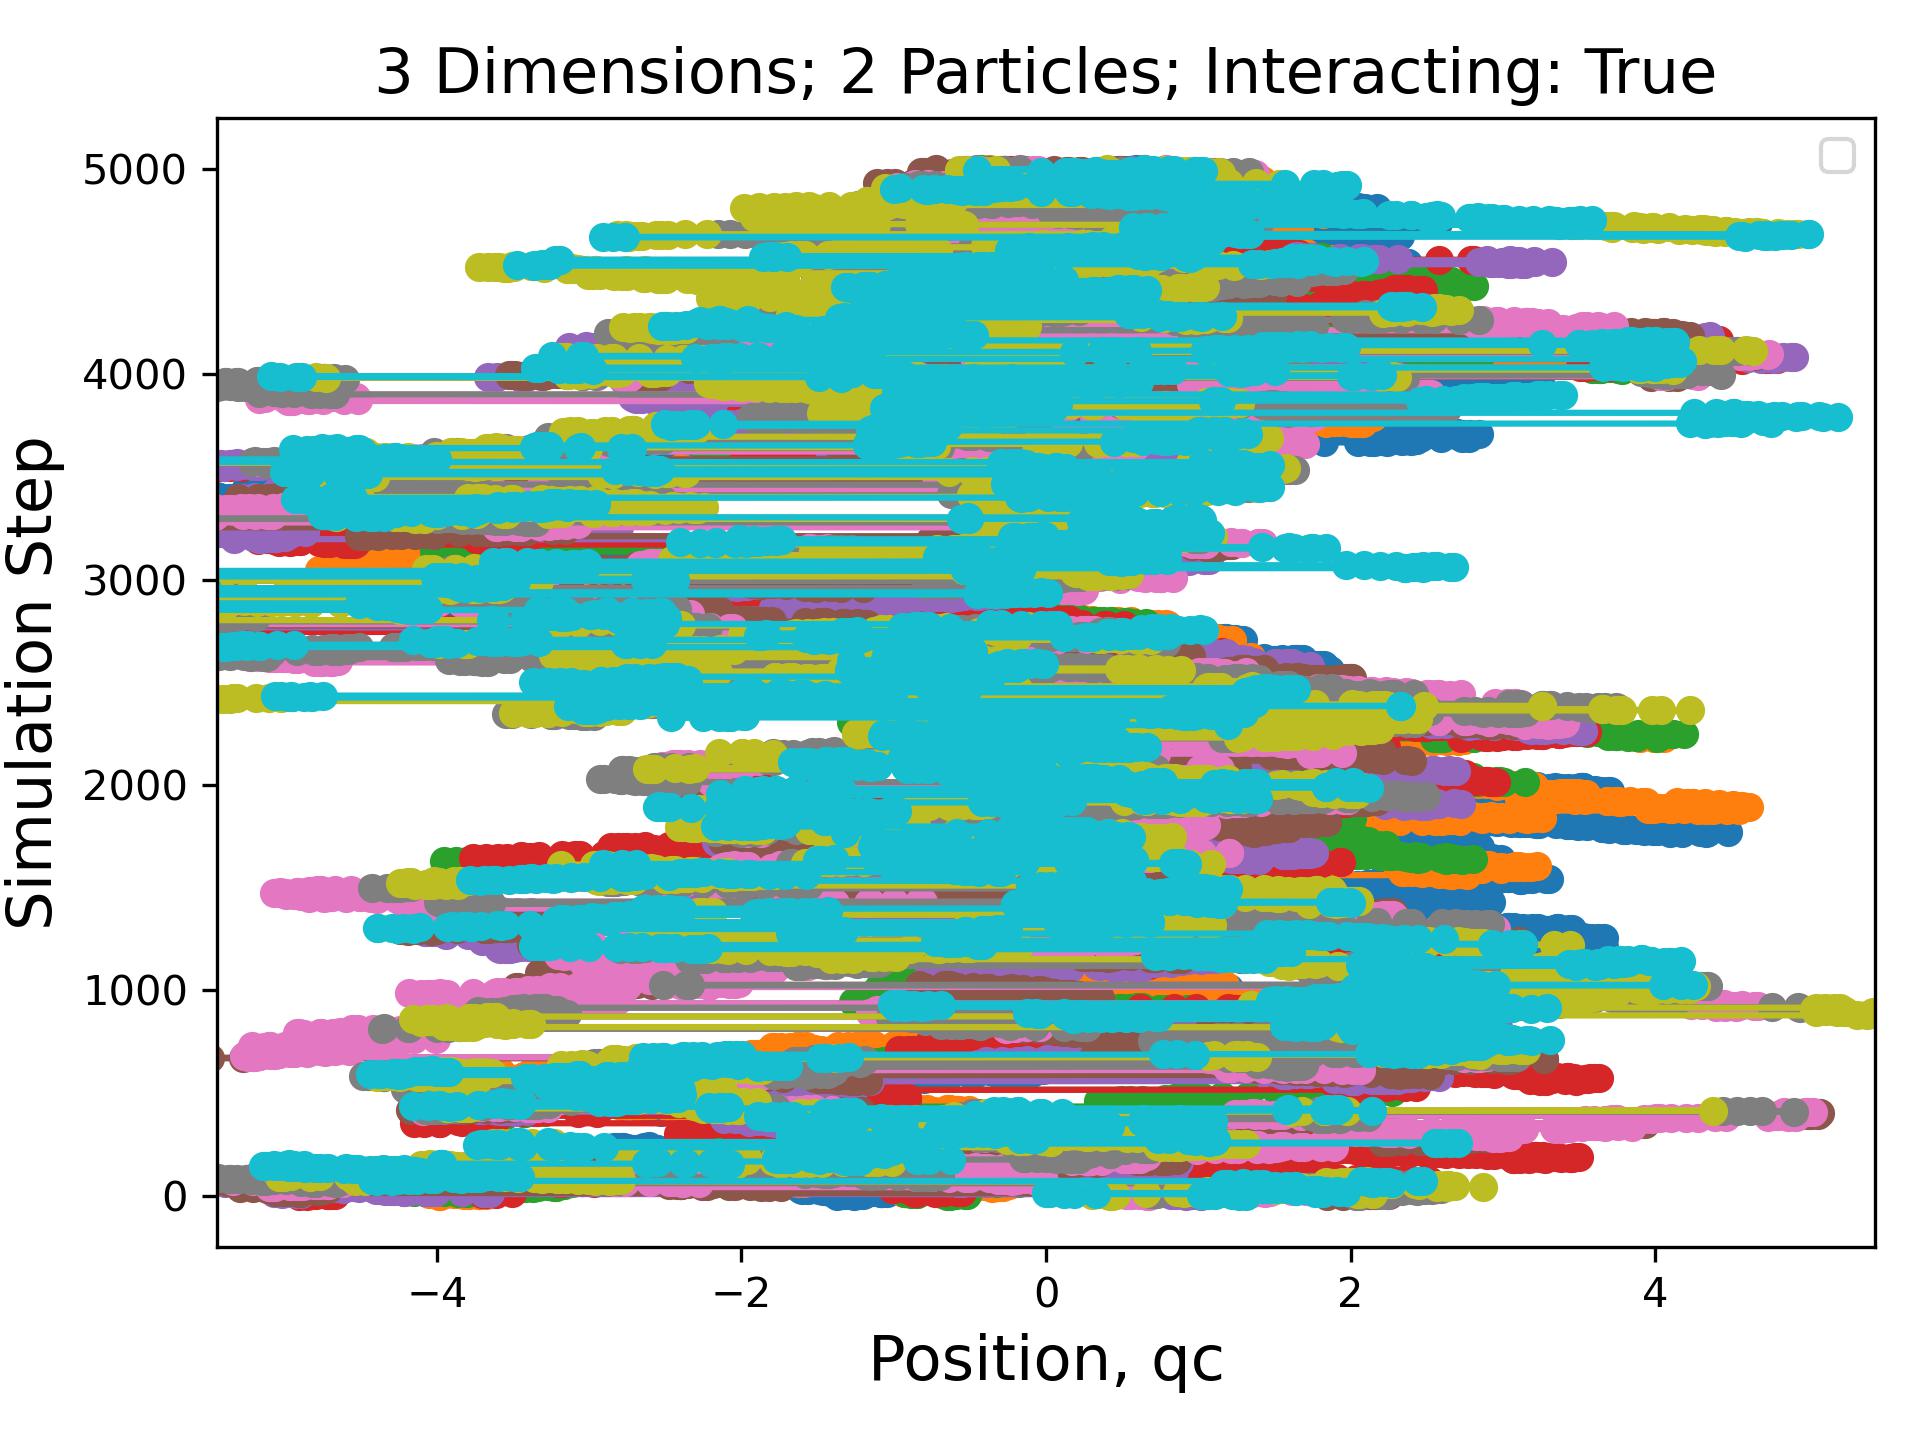 3 Dimensions; 2 Particles; Interacting: True
5000
4000
3000
2000
1000
0
Simulation Step
−4 −2 0 2 4
Position, qc